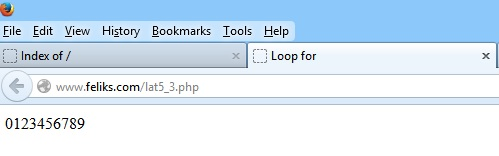 File Edit View History Bookmarks Tools Help
Index of / × Loop for ×
www.feliks.com/lat5_3.php
0123456789